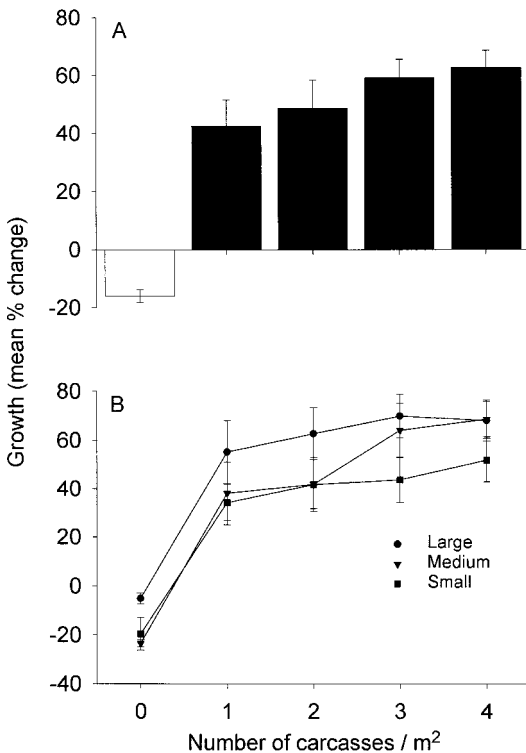 Growth (mean % change)
A
80
60
40
20
0
-20
B
80
60
40
20
0
-20
-40
Large
Medium
Small
0 1 2 3 4
Number of carcasses / m²